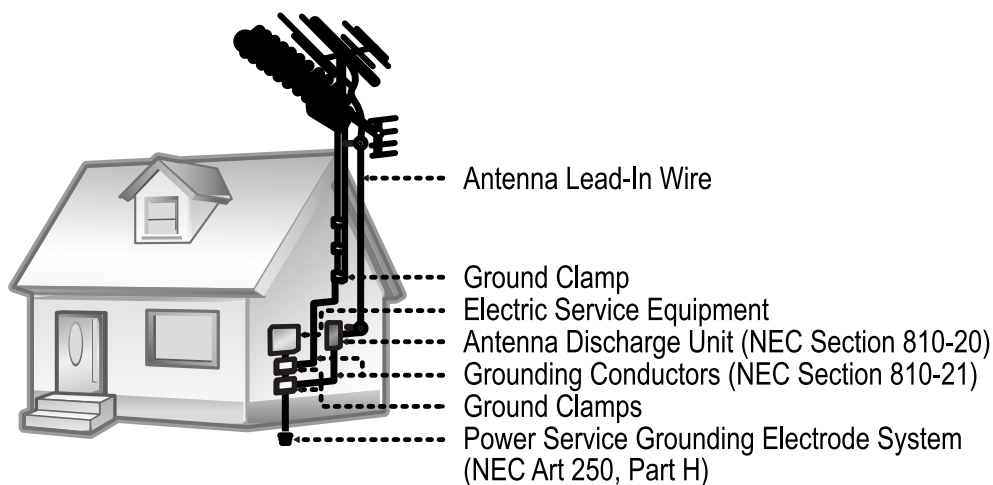 Antenna Lead-In Wire
Ground Clamp
Electric Service Equipment
Antenna Discharge Unit (NEC Section 810-20)
Grounding Conductors (NEC Section 810-21)
Ground Clamps
Power Service Grounding Electrode System
(NEC Art 250, Part H)